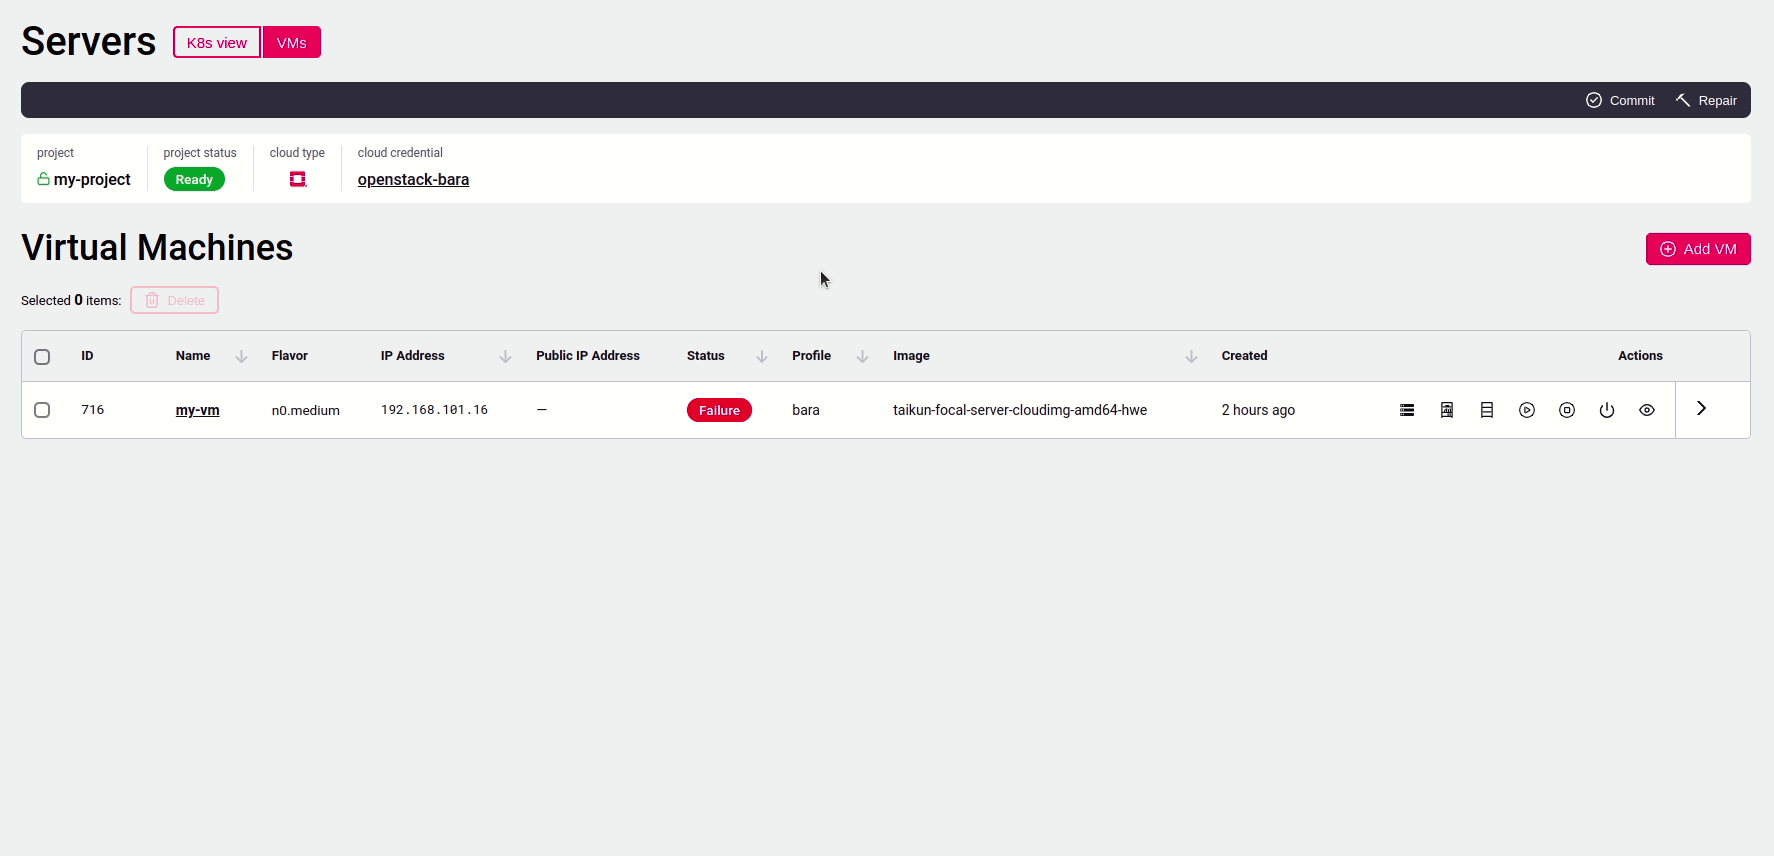 Servers K8s view VMs
Commit Repair
project project status cloud type cloud credential
my-project Ready openstack-bara
Virtual Machines Add VM
Selected 0 items: Delete
ID Name Flavor IP Address Public IP Address Status Profile Image Created Actions
716 my-vm n0.medium 192.168.101.16 — Failure bara taikun-focal-server-cloudimg-amd64-hwe 2 hours ago